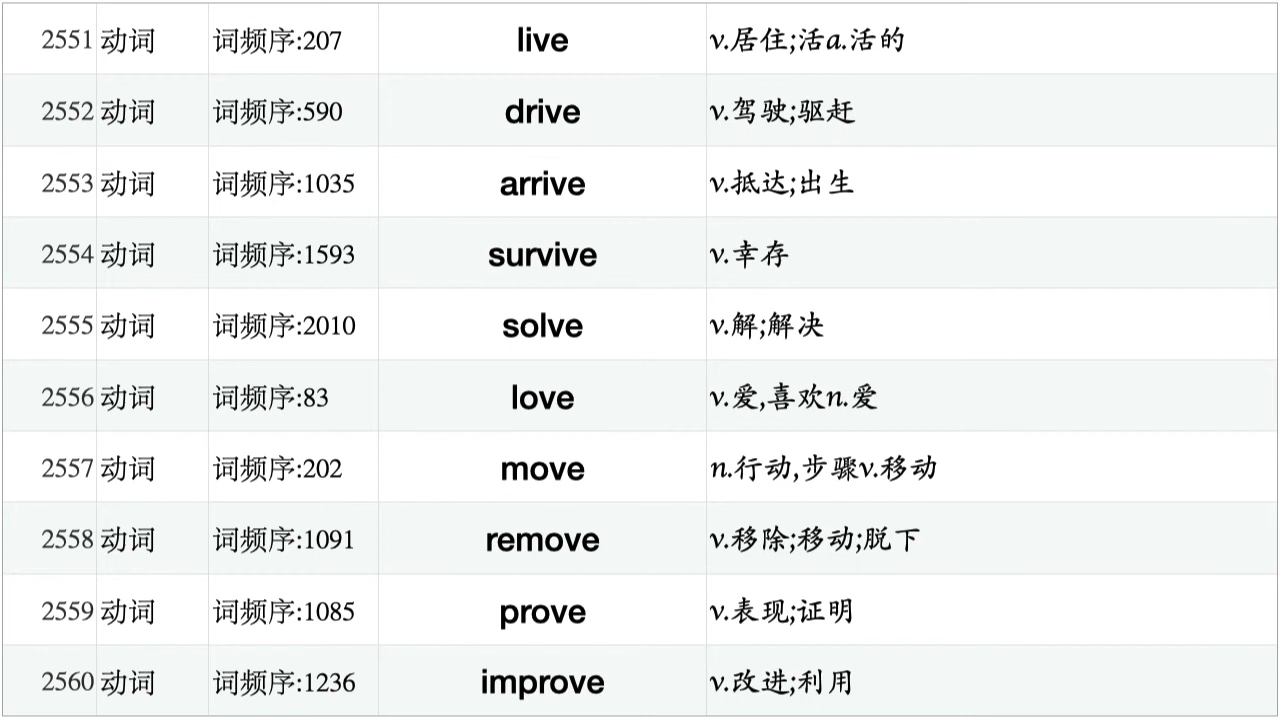 2551 动词 词频序:207 live v.居住;活a.活的
2552 动词 词频序:590 drive v.驾驶;驱赶
2553 动词 词频序:1035 arrive v.抵达;出生
2554 动词 词频序:1593 survive v.幸存
2555 动词 词频序:2010 solve v.解;解决
2556 动词 词频序:83 love v.爱,喜欢n.爱
2557 动词 词频序:202 move n.行动,步骤v.移动
2558 动词 词频序:1091 remove v.移除;移动;脱下
2559 动词 词频序:1085 prove v.表现;证明
2560 动词 词频序:1236 improve v.改进;利用